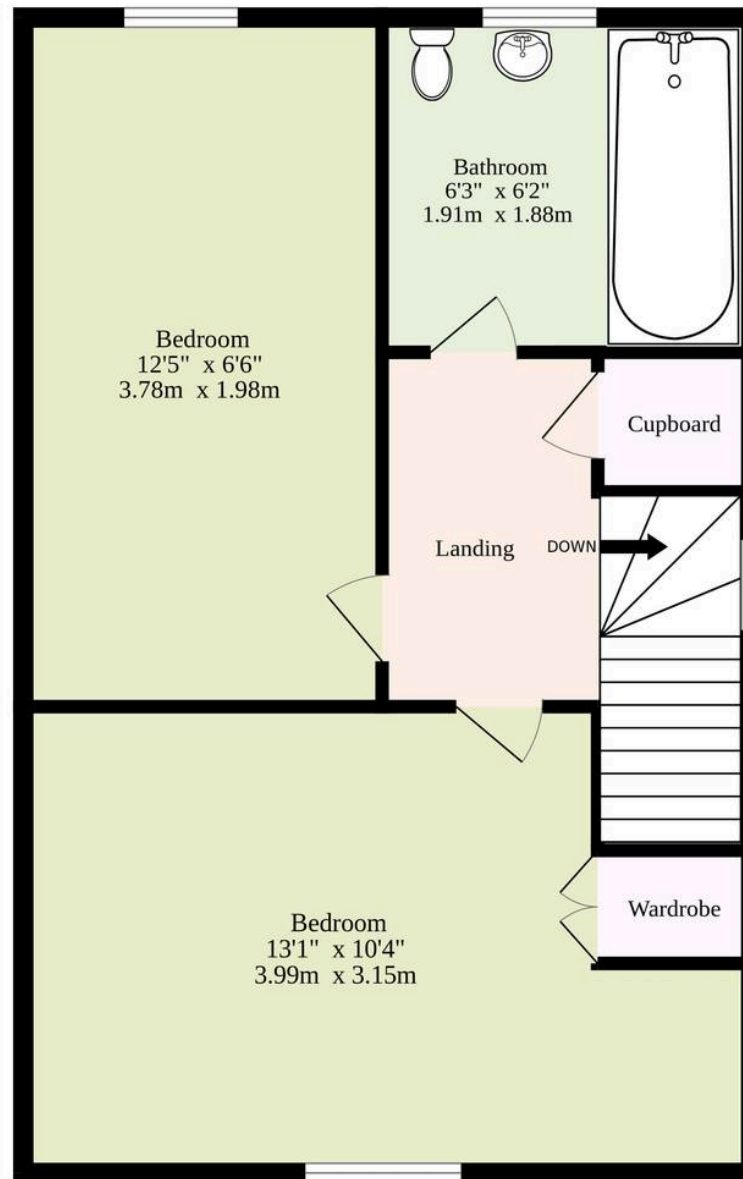 Bathroom
6'3" x 6'2"
1.91m x 1.88m
Bedroom
12'5" x 6'6"
3.78m x 1.98m
Cupboard
Landing
DOWN
Bedroom
13'1" x 10'4"
3.99m x 3.15m
Wardrobe